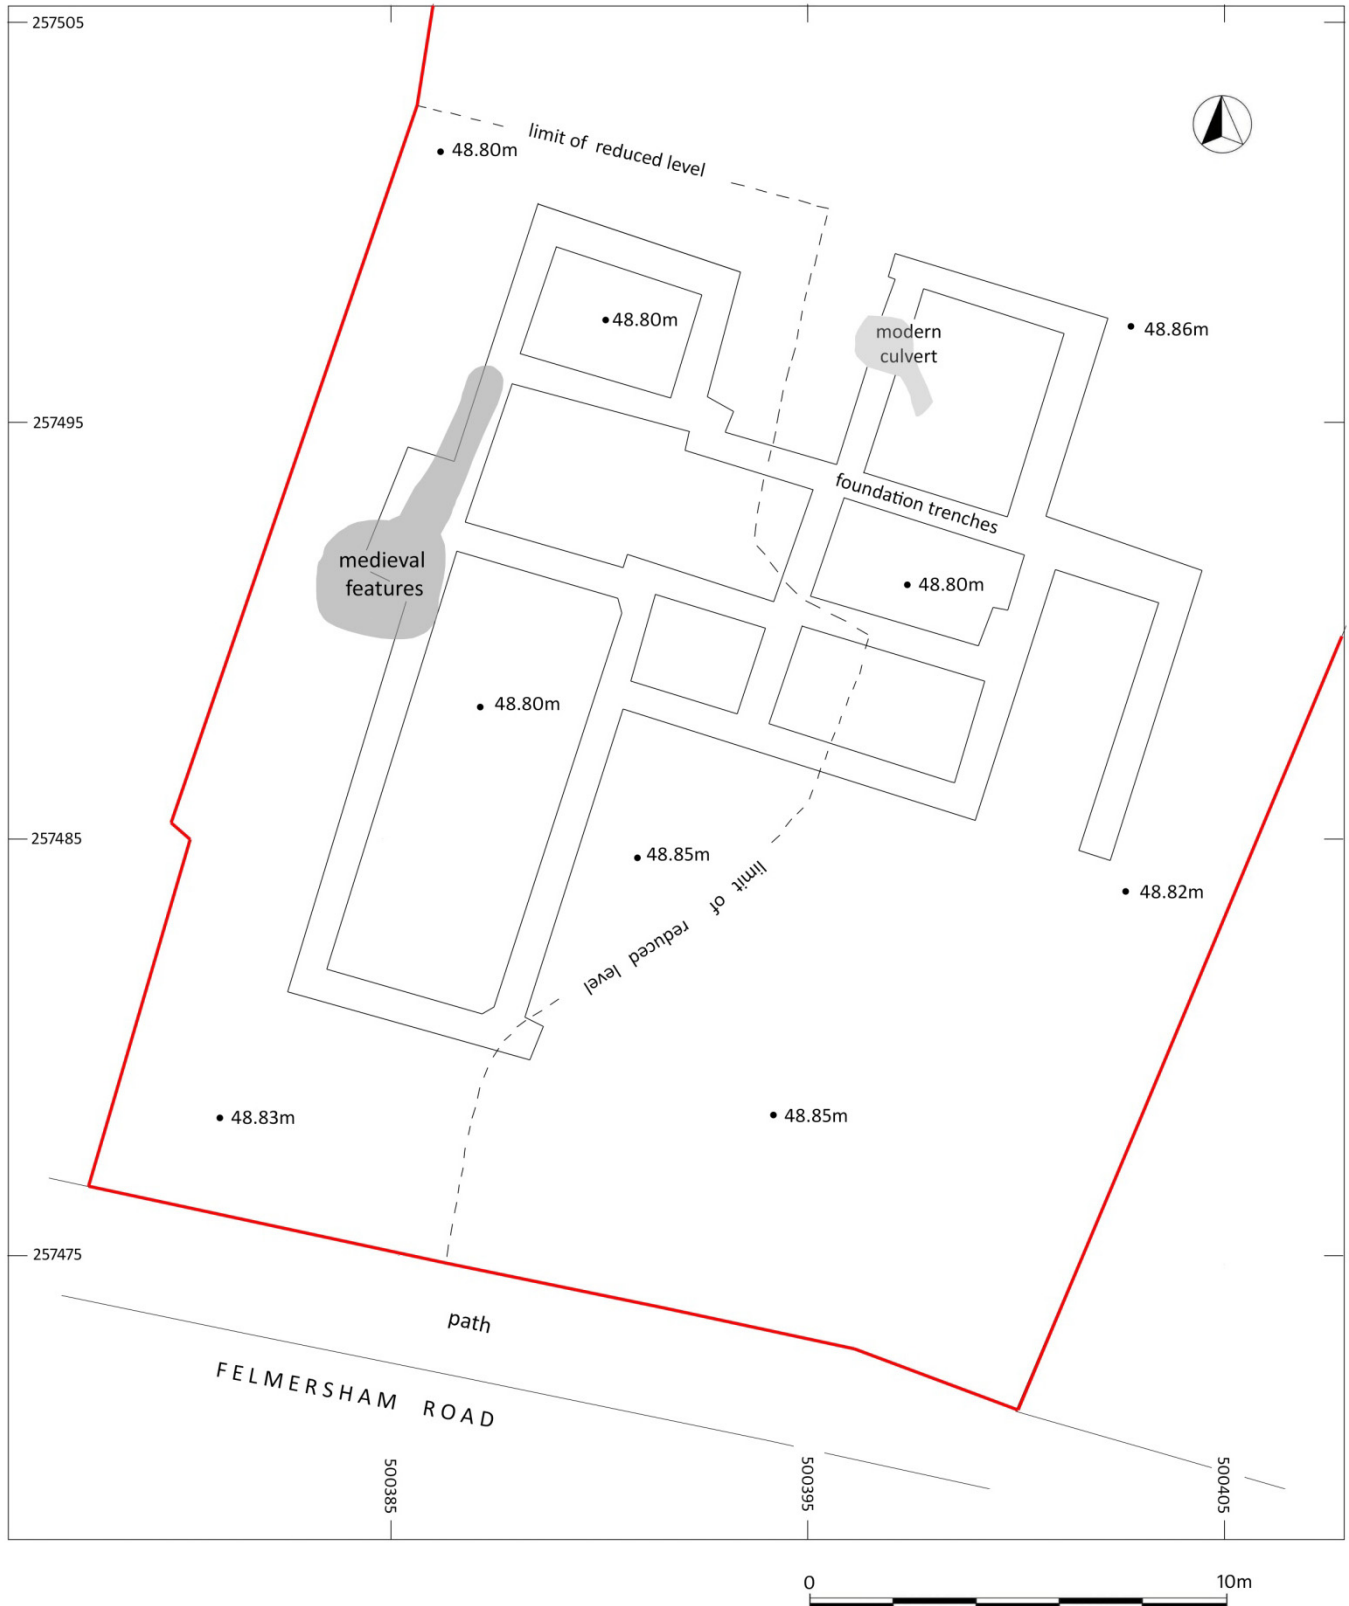 257505
limit of reduced level
48.80m
48.80m
modern
culvert
48.86m
257495
foundation trenches
medieval
features
48.80m
48.80m
257485
48.85m
limit of reduced level
48.82m
48.83m
48.85m
257475
path
FELMERSHAM ROAD
500385
500395
500405
0
10m